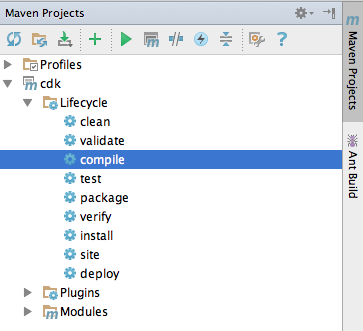 Maven Projects
Profiles
cdk
Lifecycle
clean
validate
compile
test
package
verify
install
site
deploy
Plugins
Modules
Maven Projects
Ant Build